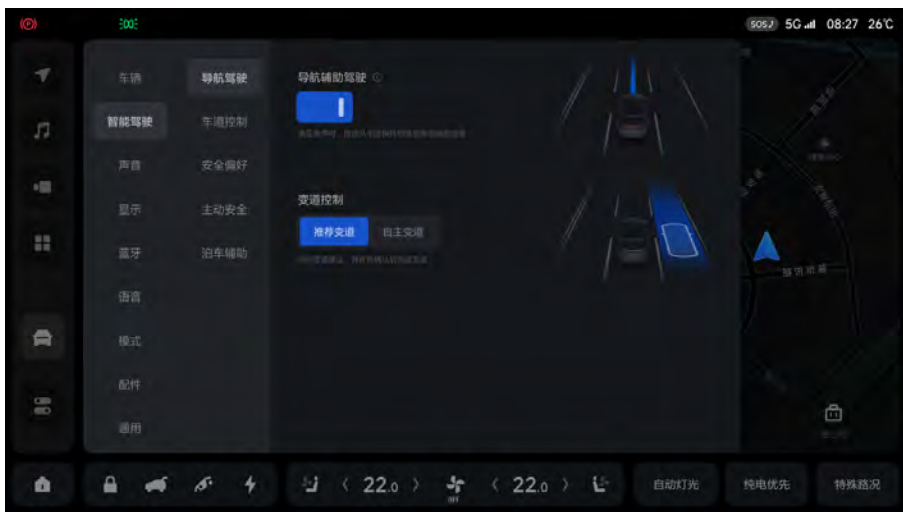 SOS 5G 08:27 26℃
车辆
智能驾驶
声音
显示
蓝牙
语音
模式
配件
通用
导航驾驶
车道控制
安全偏好
主动安全
泊车辅助
导航辅助驾驶
变道控制
推荐变道 自主变道
22.0
OFF
22.0
自动灯光
纯电优先
特殊路况